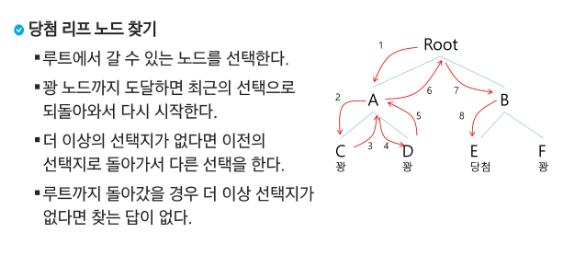 당첨 리프 노드 찾기
루트에서 갈 수 있는 노드를 선택한다.
꽝 노드까지 도달하면 최근의 선택으로
되돌아와서 다시 시작한다.
더 이상의 선택지가 없다면 이전의
선택지로 돌아가서 다른 선택을 한다.
루트까지 돌아갔을 경우 더 이상 선택지가
없다면 찾는 답이 없다.
Root
1
6 7
2 A B
5 8
C 3 4 D E F
꽝 꽝 당첨 꽝